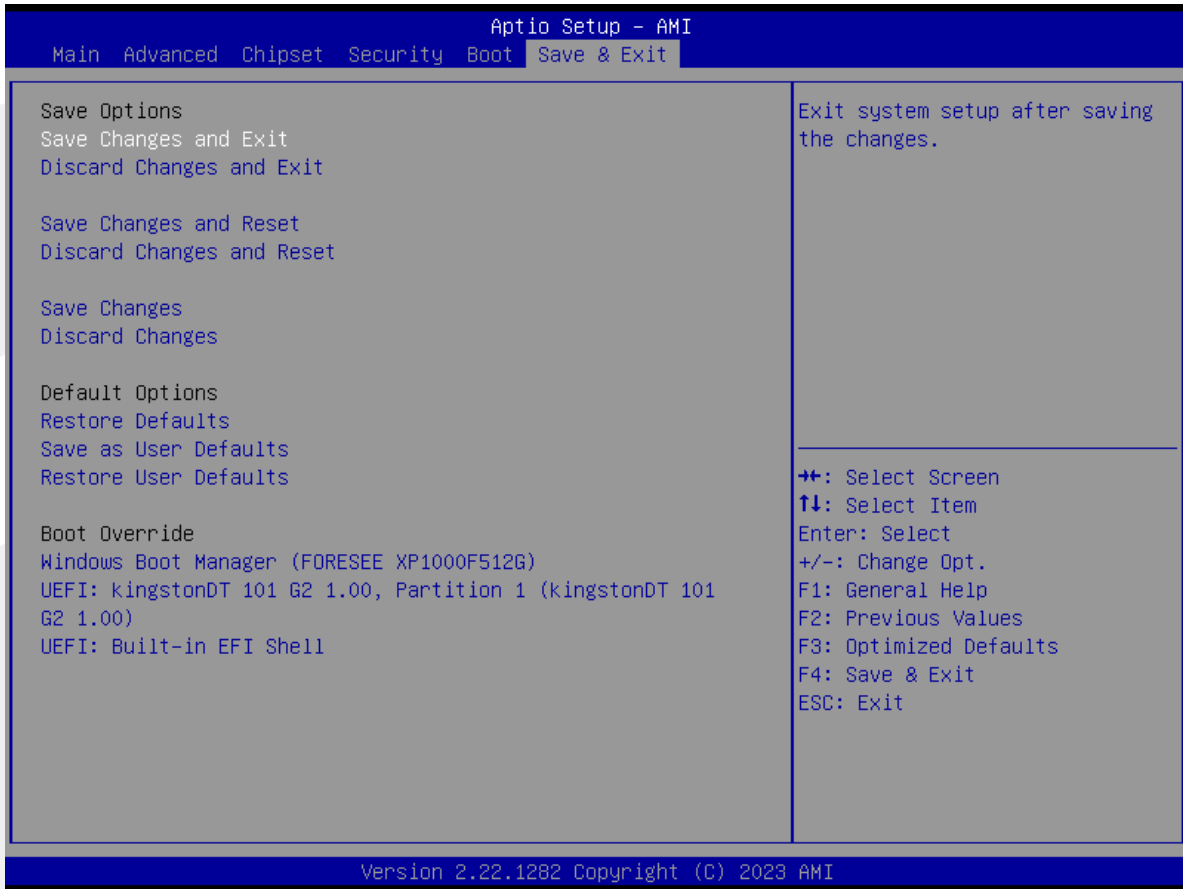 Aptio Setup – AMI
Main Advanced Chipset Security Boot Save & Exit
Save Options
Save Changes and Exit
Discard Changes and Exit
Save Changes and Reset
Discard Changes and Reset
Save Changes
Discard Changes
Default Options
Restore Defaults
Save as User Defaults
Restore User Defaults
Boot Override
Windows Boot Manager (FORESEE XP1000F512G)
UEFI: kingstonDT 101 G2 1.00, Partition 1 (kingstonDT 101
G2 1.00)
UEFI: Built-in EFI Shell
Exit system setup after saving
the changes.
→←: Select Screen
↑↓: Select Item
Enter: Select
+/-: Change Opt.
F1: General Help
F2: Previous Values
F3: Optimized Defaults
F4: Save & Exit
ESC: Exit
Version 2.22.1282 Copyright (C) 2023 AMI